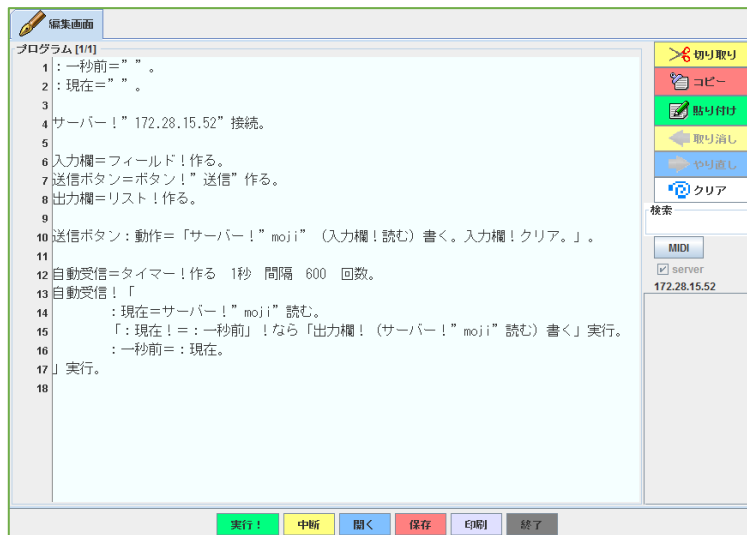 編集画面
プログラム [1/1]
1 :一秒前=””。
2 :現在=””。
3
4 サーバー!”172.28.15.52”接続。
5
6 入力欄=フィールド!作る。
7 送信ボタン=ボタン!”送信”作る。
8 出力欄=リスト!作る。
9
10 送信ボタン:動作=「サーバー!”moji”(入力欄!読む)書く。入力欄!クリア。」。
11
12 自動受信=タイマー!作る 1秒 間隔 600 回数。
13 自動受信!「
14 :現在=サーバー!”moji”読む。
15 「:現在!=:一秒前」!なら「出力欄!(サーバー!”moji”読む)書く」実行。
16 :一秒前=:現在。
17 」実行。
18
切り取り
コピー
貼り付け
取り消し
やり直し
クリア
検索
MIDI
server
172.28.15.52
実行!
中断
開く
保存
印刷
終了